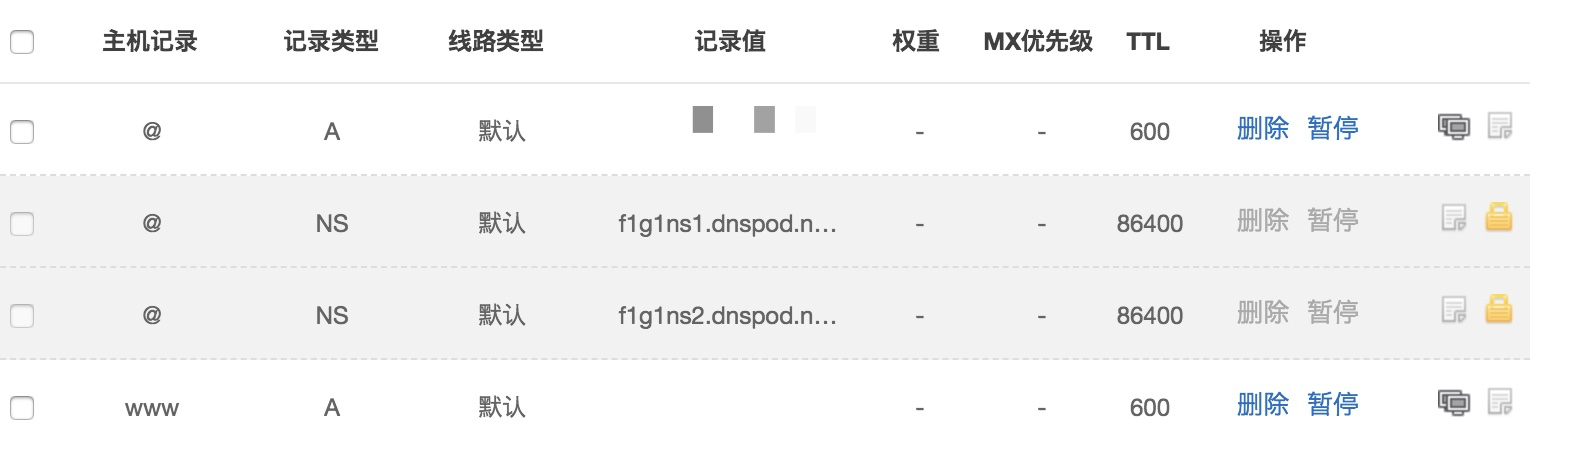 主机记录 记录类型 线路类型 记录值 权重 MX优先级 TTL 操作
@ A 默认 - - 600 删除 暂停
@ NS 默认 f1g1ns1.dnspod.n... - - 86400 删除 暂停
@ NS 默认 f1g1ns2.dnspod.n... - - 86400 删除 暂停
www A 默认 - - 600 删除 暂停